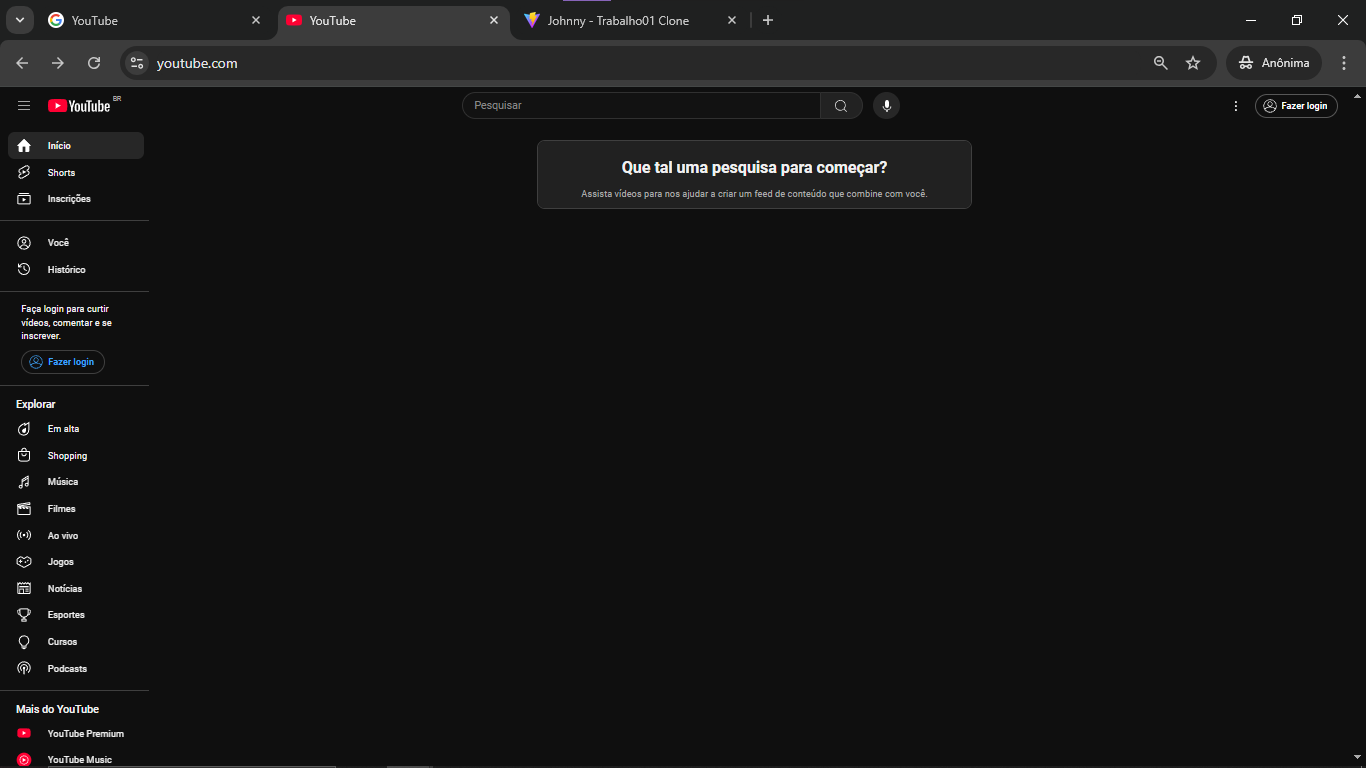 YouTube
YouTube
Johnny - Trabalho01 Clone
youtube.com
Anônima
YouTube BR
Pesquisar
Fazer login
Início
Shorts
Inscrições
Você
Histórico
Faça login para curtir
vídeos, comentar e se
inscrever.
Fazer login
Explorar
Em alta
Shopping
Música
Filmes
Ao vivo
Jogos
Notícias
Esportes
Cursos
Podcasts
Mais do YouTube
YouTube Premium
YouTube Music
Que tal uma pesquisa para começar?
Assista vídeos para nos ajudar a criar um feed de conteúdo que combine com você.